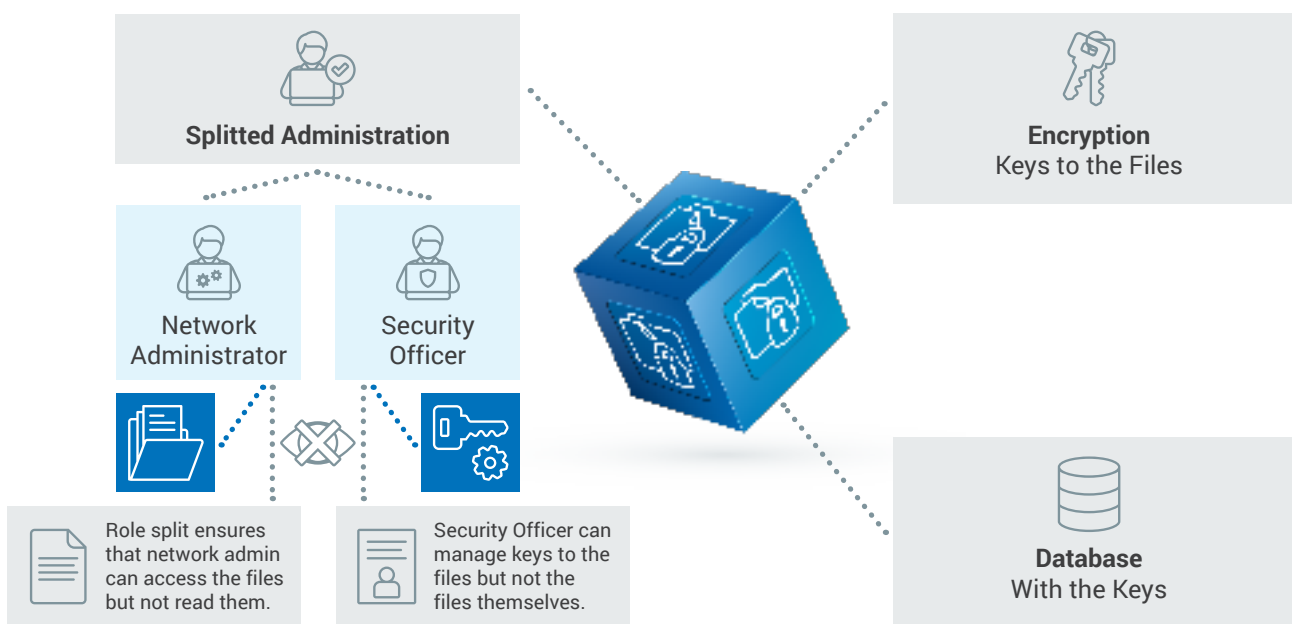 Splitted Administration
Network
Administrator
Security
Officer
Role split ensures
that network admin
can access the files
but not read them.
Security Officer can
manage keys to the
files but not the
files themselves.
Encryption
Keys to the Files
Database
With the Keys